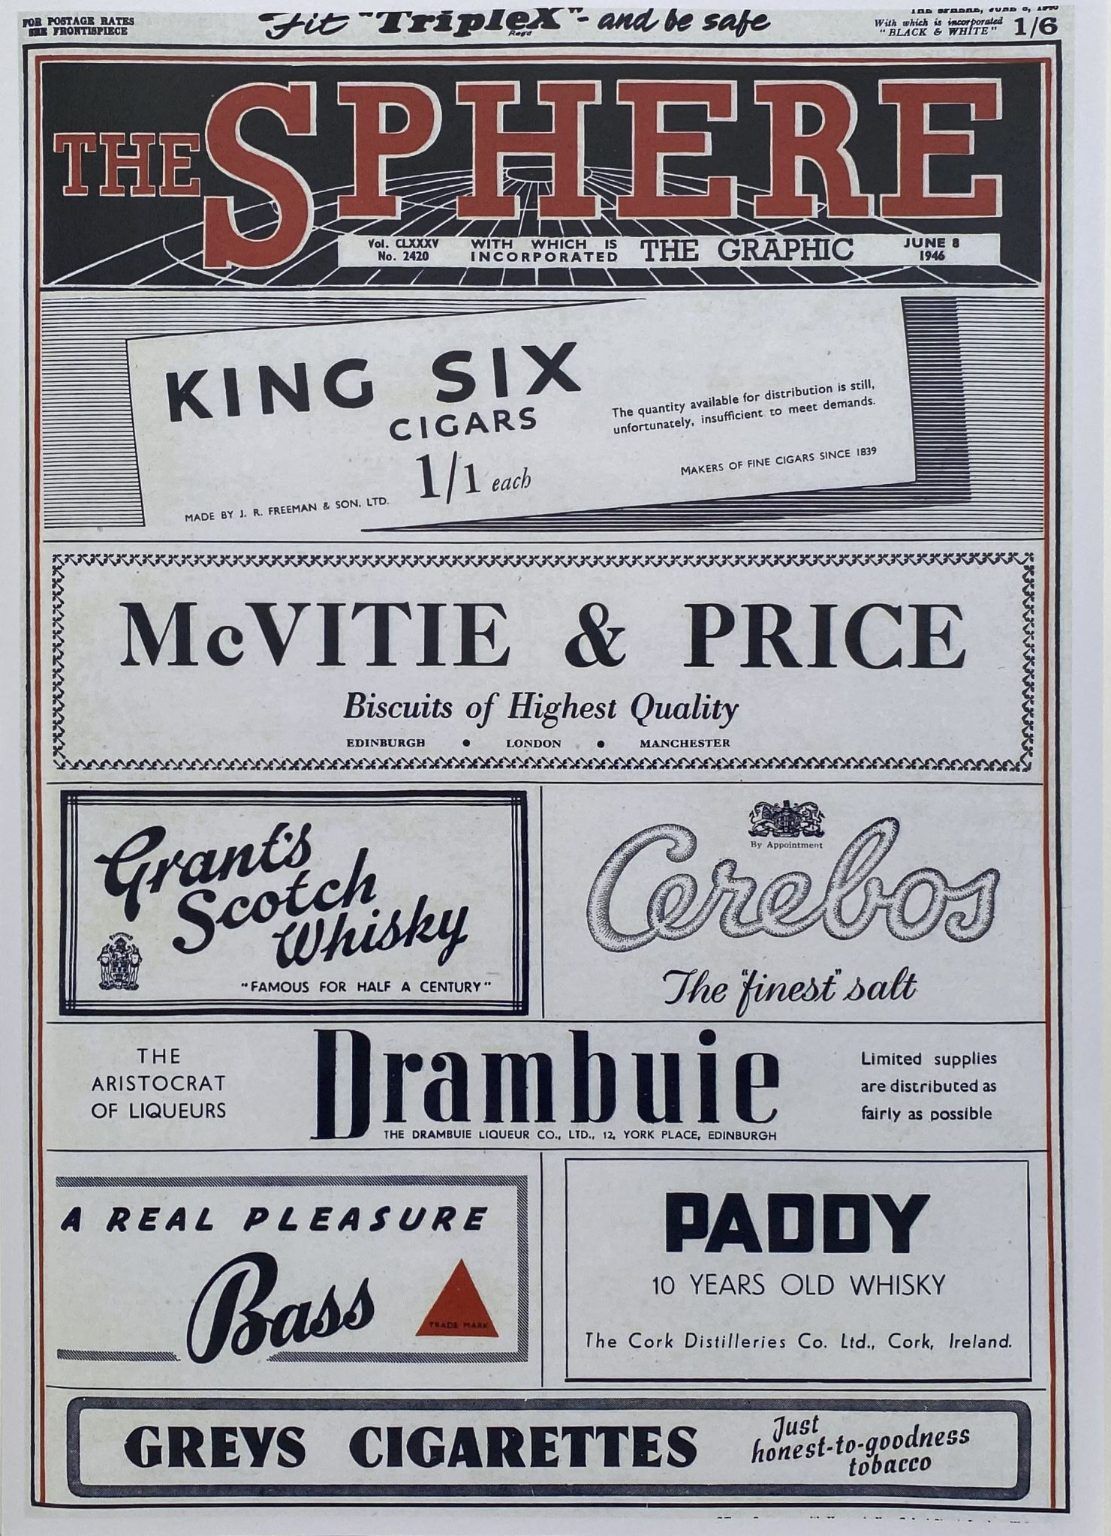 FOR POSTAGE RATES
SEE FRONTISPIECE
Fit "TripleX"- and be safe
Regd
THE SPHERE, JUNE 8, 1946
With which is incorporated
"BLACK & WHITE"
1/6
THE SPHERE
Vol. CLXXXV
No. 2420
WITH WHICH IS
INCORPORATED
THE GRAPHIC
JUNE 8
1946
KING SIX
CIGARS
1/1 each
The quantity available for distribution is still,
unfortunately, insufficient to meet demands.
MADE BY J. R. FREEMAN & SON, LTD.
MAKERS OF FINE CIGARS SINCE 1839
McVITIE & PRICE
Biscuits of Highest Quality
EDINBURGH • LONDON • MANCHESTER
Grant's
Scotch
Whisky
"FAMOUS FOR HALF A CENTURY"
By Appointment
Cerebos
The "finest" salt
THE
ARISTOCRAT
OF LIQUEURS
Drambuie
THE DRAMBUIE LIQUEUR CO., LTD., 12, YORK PLACE, EDINBURGH
Limited supplies
are distributed as
fairly as possible
A REAL PLEASURE
Bass
TRADE MARK
PADDY
10 YEARS OLD WHISKY
The Cork Distilleries Co. Ltd., Cork, Ireland.
GREYS CIGARETTES
Just
honest-to-goodness
tobacco